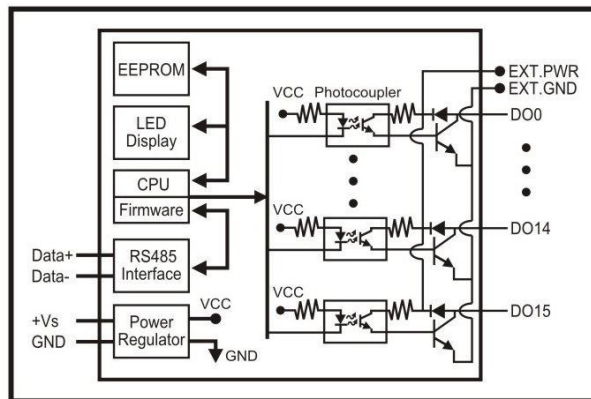 EEPROM
LED
Display
CPU
Firmware
RS485
Interface
Power
Regulator
Data+
Data-
+Vs
GND
VCC
GND
VCC
Photocoupler
VCC
VCC
EXT.PWR
EXT.GND
DO0
DO14
DO15